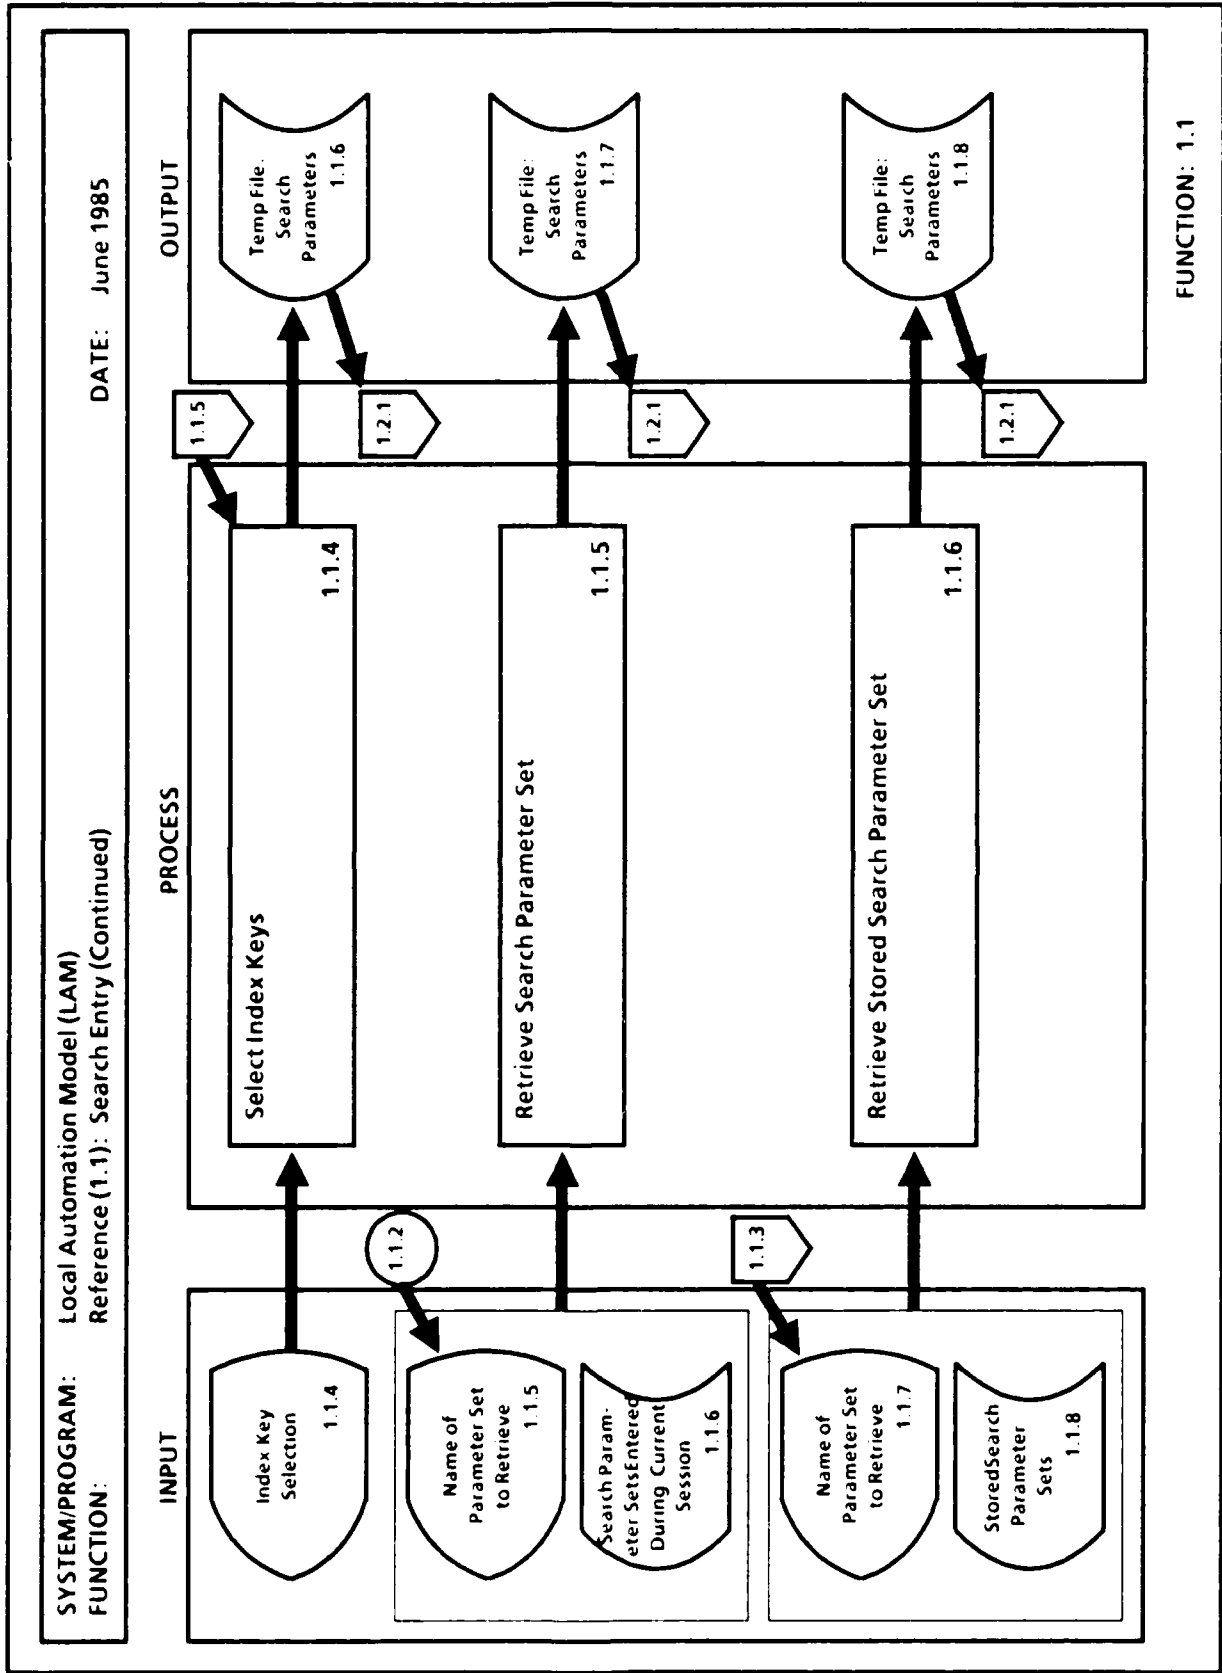 SYSTEM/PROGRAM: Local Automation Model (LAM)
DATE: June 1985
FUNCTION: Reference (1.1): Search Entry (Continued)
INPUT
PROCESS
OUTPUT
Index Key
Selection
1.1.4
Select Index Keys
1.1.4
1.1.5
Temp File:
Search
Parameters
1.1.6
1.2.1
1.1.2
Name of
Parameter Set
to Retrieve
1.1.5
Search Param-
eter SetsEntered
During Current
Session
1.1.6
Retrieve Search Parameter Set
1.1.5
Temp File:
Search
Parameters
1.1.7
1.2.1
1.1.3
Name of
Parameter Set
to Retrieve
1.1.7
StoredSearch
Parameter
Sets
1.1.8
Retrieve Stored Search Parameter Set
1.1.6
Temp File:
Search
Parameters
1.1.8
1.2.1
FUNCTION: 1.1